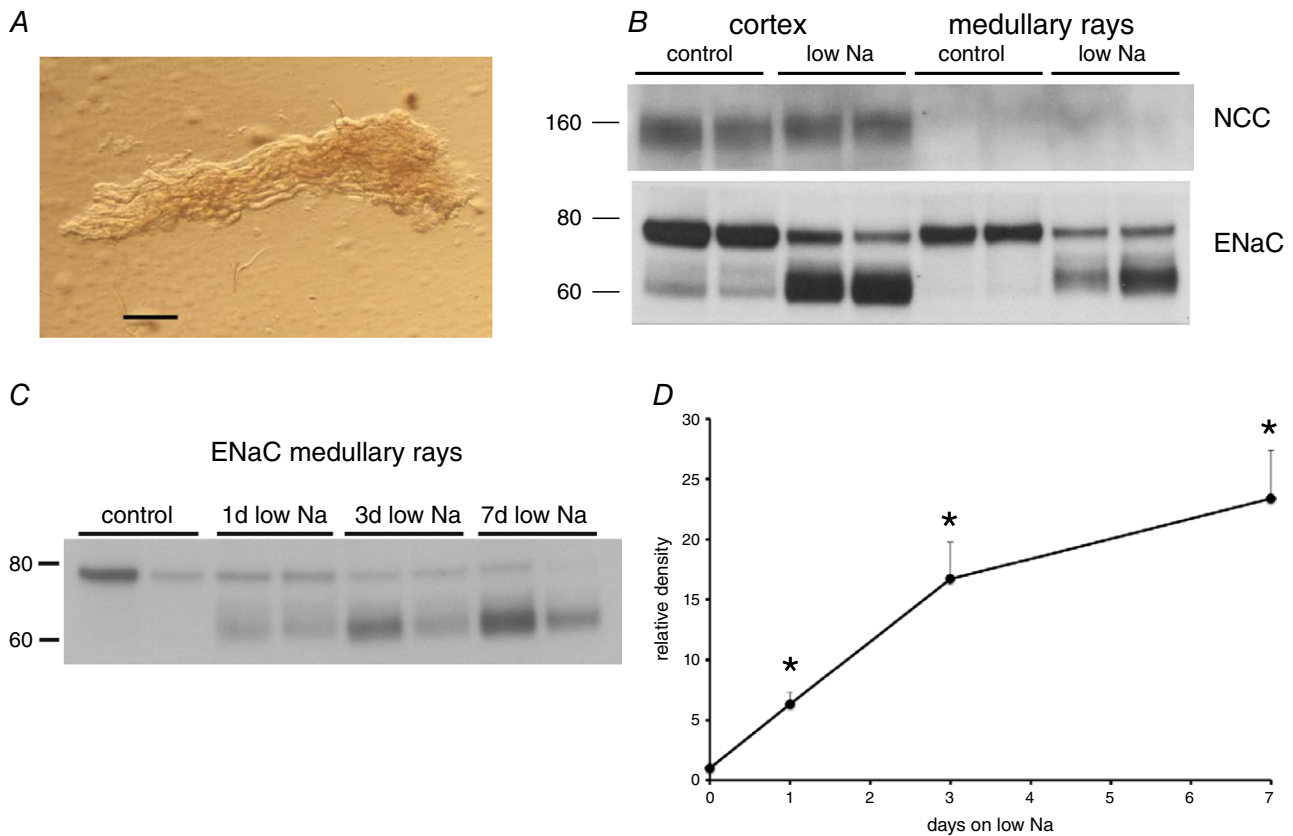 A
B
cortex medullary rays
control low Na control low Na
160
NCC
80
60
ENaC
C
ENaC medullary rays
control 1d low Na 3d low Na 7d low Na
80
60
D
30
25
20
15
10
5
0
relative density
* * *
0 1 2 3 4 5 6 7
days on low Na